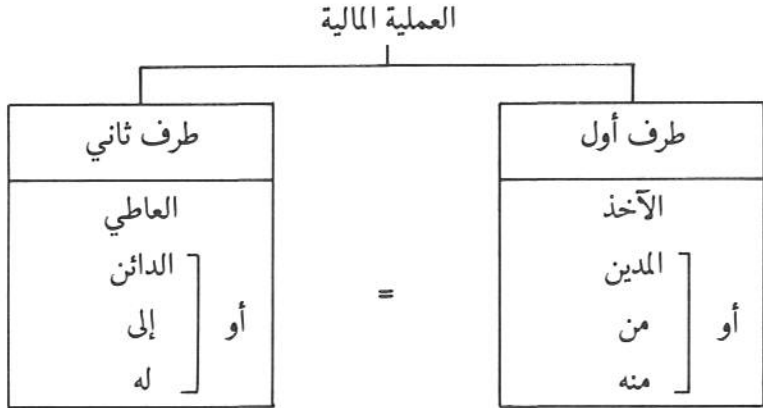 العملية المالية
طرف أول
الآخذ
المدين
أو
من
منه
=
طرف ثاني
العاطي
الدائن
أو
إلى
له